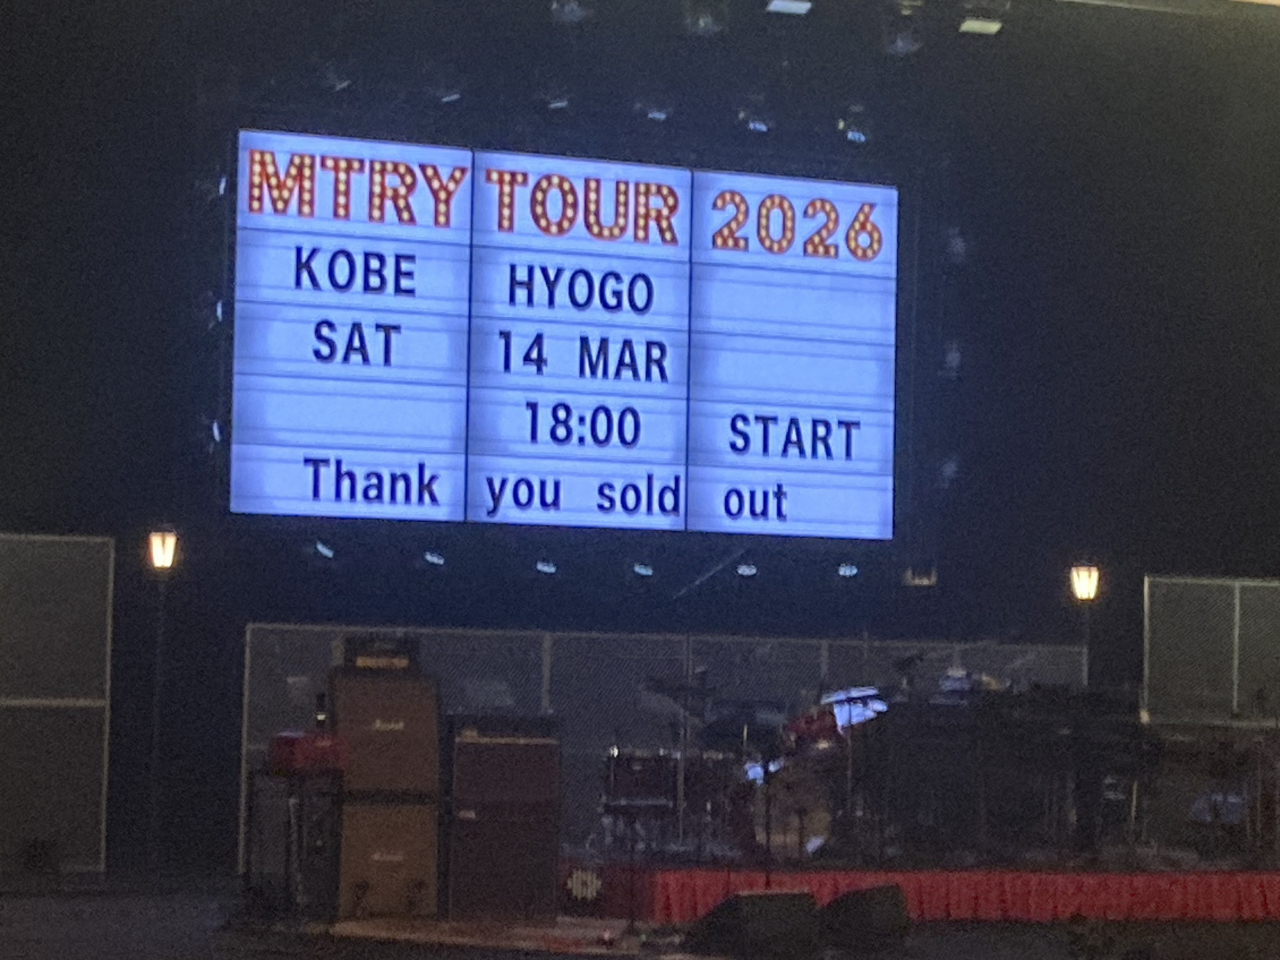 MTRY TOUR 2026
KOBE HYOGO
SAT 14 MAR
18:00 START
Thank you sold out